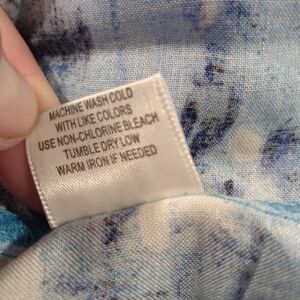 MACHINE WASH COLD
WITH LIKE COLORS
USE NON-CHLORINE BLEACH
TUMBLE DRY LOW
WARM IRON IF NEEDED